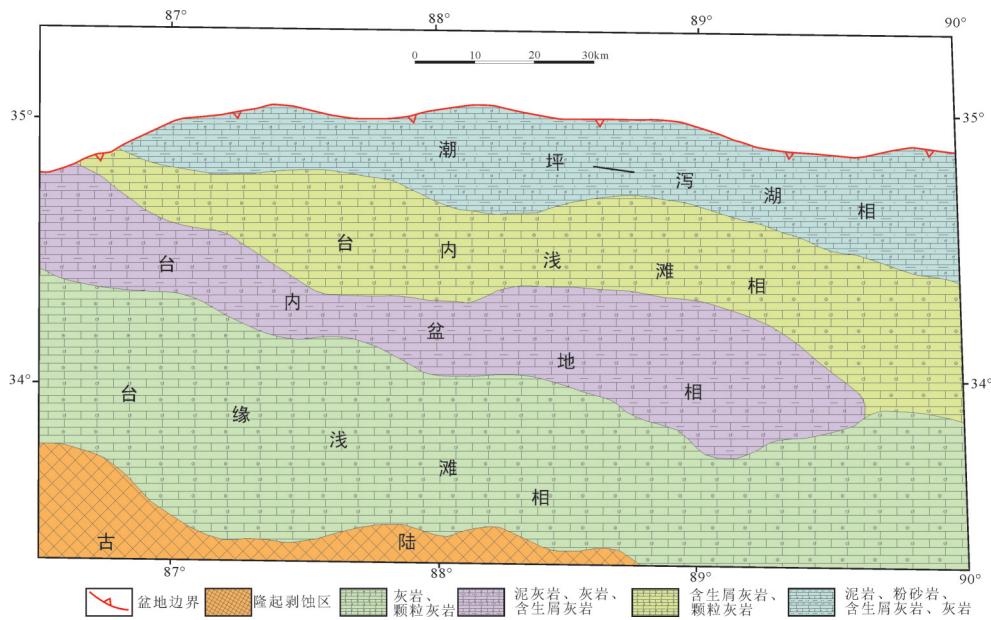 87° 88° 89° 90°
0 10 20 30km
35° 35°
潮坪—泻湖相
台内浅滩相
台内盆地相
34° 34°
台缘浅滩相
古陆
87° 88° 89° 90°
盆地边界
隆起剥蚀区
灰岩、
颗粒灰岩
泥灰岩、灰岩、
含生屑灰岩
含生屑灰岩、
颗粒灰岩
泥岩、粉砂岩、
含生屑灰岩、灰岩